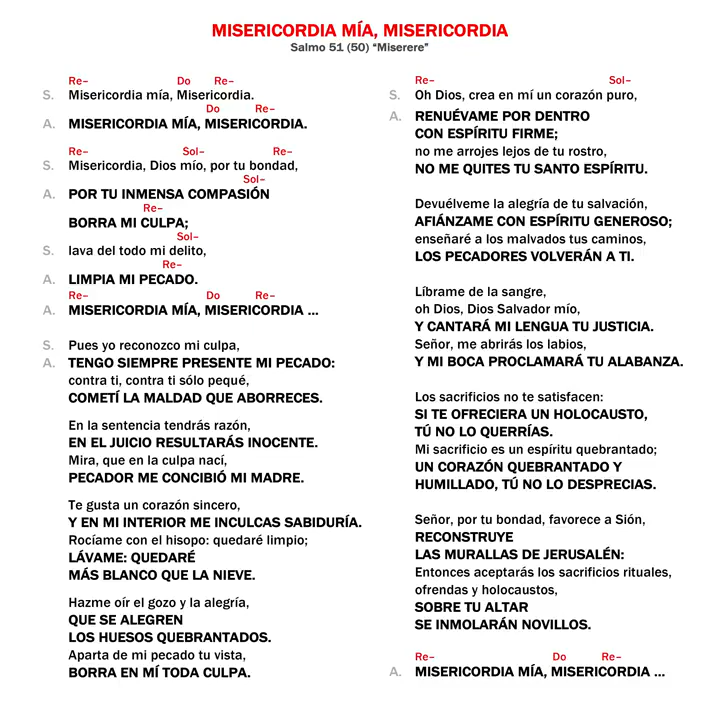 MISERICORDIA MÍA, MISERICORDIA
Salmo 51 (50) “Miserere”
Re– Do Re–
S. Misericordia mía, Misericordia.
Do Re–
A. MISERICORDIA MÍA, MISERICORDIA.
Re– Sol– Re–
S. Misericordia, Dios mío, por tu bondad,
Sol–
A. POR TU INMENSA COMPASIÓN
Re–
BORRA MI CULPA;
Sol–
S. lava del todo mi delito,
Re–
A. LIMPIA MI PECADO.
Re– Do Re–
A. MISERICORDIA MÍA, MISERICORDIA ...
S. Pues yo reconozco mi culpa,
A. TENGO SIEMPRE PRESENTE MI PECADO:
contra ti, contra ti sólo pequé,
COMETÍ LA MALDAD QUE ABORRECES.
En la sentencia tendrás razón,
EN EL JUICIO RESULTARÁS INOCENTE.
Mira, que en la culpa nací,
PECADOR ME CONCIBIÓ MI MADRE.
Te gusta un corazón sincero,
Y EN MI INTERIOR ME INCULCAS SABIDURÍA.
Rocíame con el hisopo: quedaré limpio;
LÁVAME: QUEDARÉ
MÁS BLANCO QUE LA NIEVE.
Hazme oír el gozo y la alegría,
QUE SE ALEGREN
LOS HUESOS QUEBRANTADOS.
Aparta de mi pecado tu vista,
BORRA EN MÍ TODA CULPA.
Re– Sol–
S. Oh Dios, crea en mí un corazón puro,
A. RENUÉVAME POR DENTRO
CON ESPÍRITU FIRME;
no me arrojes lejos de tu rostro,
NO ME QUITES TU SANTO ESPÍRITU.
Devuélveme la alegría de tu salvación,
AFIÁNZAME CON ESPÍRITU GENEROSO;
enseñaré a los malvados tus caminos,
LOS PECADORES VOLVERÁN A TI.
Líbrame de la sangre,
oh Dios, Dios Salvador mío,
Y CANTARÁ MI LENGUA TU JUSTICIA.
Señor, me abrirás los labios,
Y MI BOCA PROCLAMARÁ TU ALABANZA.
Los sacrificios no te satisfacen:
SI TE OFRECIERA UN HOLOCAUSTO,
TÚ NO LO QUERRÍAS.
Mi sacrificio es un espíritu quebrantado;
UN CORAZÓN QUEBRANTADO Y
HUMILLADO, TÚ NO LO DESPRECIAS.
Señor, por tu bondad, favorece a Sión,
RECONSTRUYE
LAS MURALLAS DE JERUSALÉN:
Entonces aceptarás los sacrificios rituales,
ofrendas y holocaustos,
SOBRE TU ALTAR
SE INMOLARÁN NOVILLOS.
Re– Do Re–
A. MISERICORDIA MÍA, MISERICORDIA ...